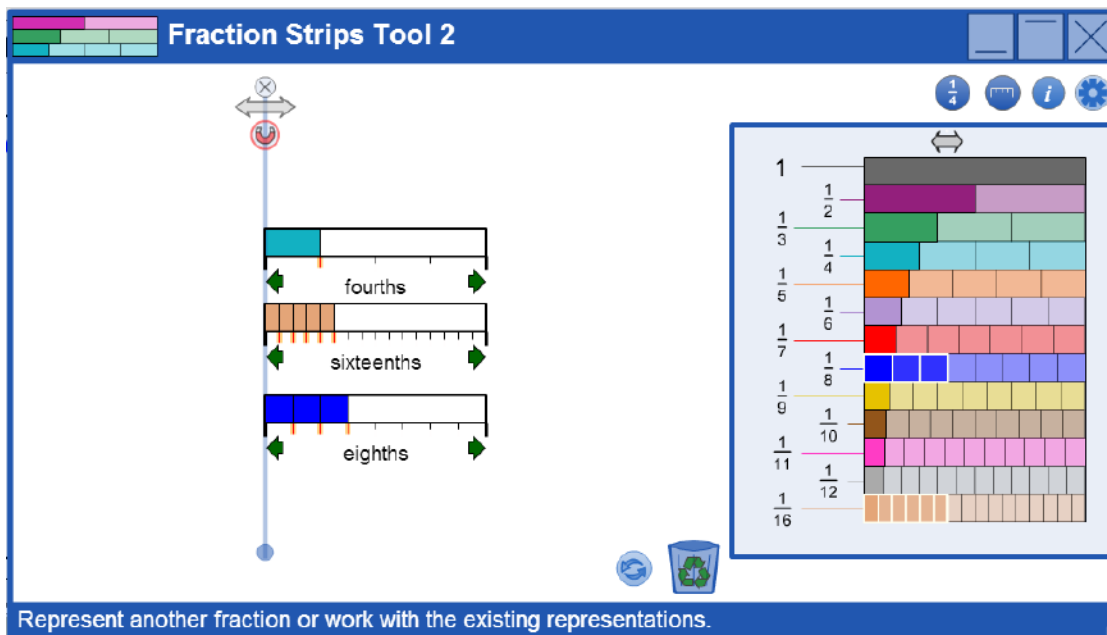 Fraction Strips Tool 2
1/4
i
fourths
sixteenths
eighths
1
1/2
1/3
1/4
1/5
1/6
1/7
1/8
1/9
1/10
1/11
1/12
1/16
Represent another fraction or work with the existing representations.